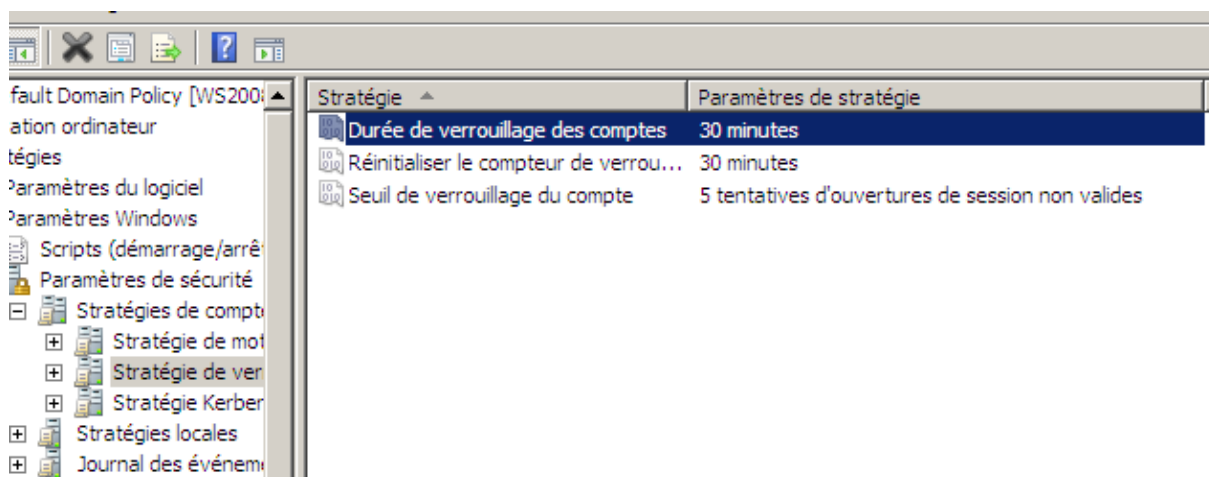 fault Domain Policy [WS200
ation ordinateur
tégies
Paramètres du logiciel
Paramètres Windows
Scripts (démarrage/arrê
Paramètres de sécurité
Stratégies de compt
Stratégie de mot
Stratégie de ver
Stratégie Kerber
Stratégies locales
Journal des événem
Stratégie Paramètres de stratégie
Durée de verrouillage des comptes 30 minutes
Réinitialiser le compteur de verrou... 30 minutes
Seuil de verrouillage du compte 5 tentatives d'ouvertures de session non valides